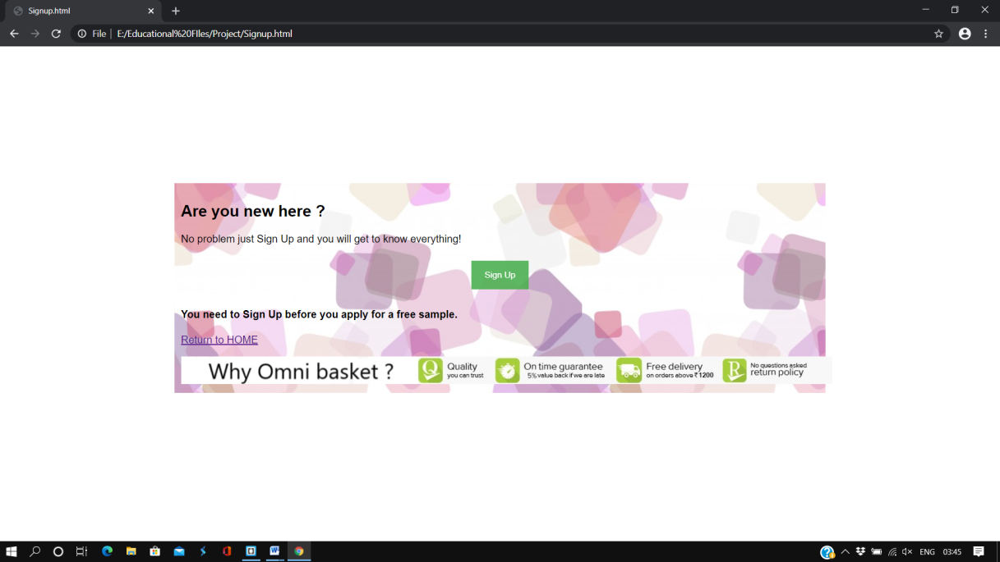 Signup.html
File | E:/Educational%20FIles/Project/Signup.html
Are you new here ?
No problem just Sign Up and you will get to know everything!
Sign Up
You need to Sign Up before you apply for a free sample.
Return to HOME
Why Omni basket ?
Quality
you can trust
On time guarantee
5% value back if we are late
Free delivery
on orders above ₹1200
No questions asked
return policy
ENG
03:45